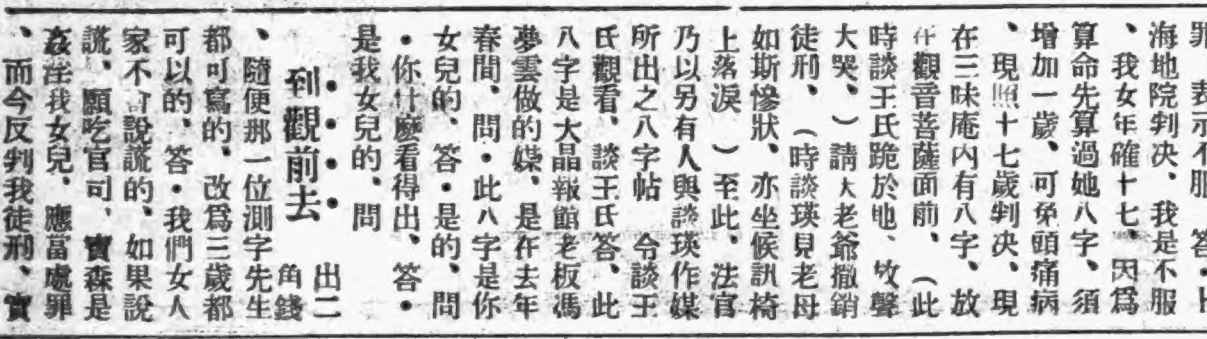 罪、表示不服、答・上
海地院判决、我是不服
、我女年確十七、因爲
算命先算過她八字、須
增加一歲、可免頭痛病
、現照十七歲判决、現
在三昧庵内有八字、放
在觀音菩薩面前、（此
時談王氏跪於地、放聲
大哭、）請大老爺撤銷
徒刑、（時談瑛見老母
如斯慘狀、亦坐候訊椅
上落淚）至此、法官
乃以另有人與談瑛作媒
所出之八字帖　令談王
氏觀看、談王氏答、此
八字是大晶報館老板馮
夢雲做的媒、是在去年
春間、問・此八字是你
女兒的、答・是的、問
・你什麼看得出、答・
是我女兒的、問
到觀前去
出二
角錢
、隨便那一位測字先生
都可寫的、改爲三歲都
可以的、答・我們女人
家不會說謊的、如果說
謊、願吃官司、寳森是
姦淫我女兒、應當處罪
、而今反判我徒刑、寳